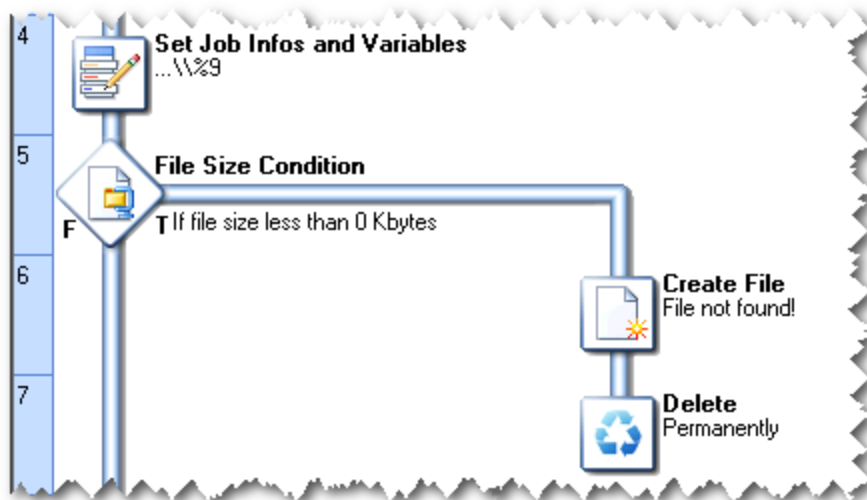 4
Set Job Infos and Variables
...\\%9
5
File Size Condition
F
T If file size less than 0 Kbytes
6
Create File
File not found!
7
Delete
Permanently